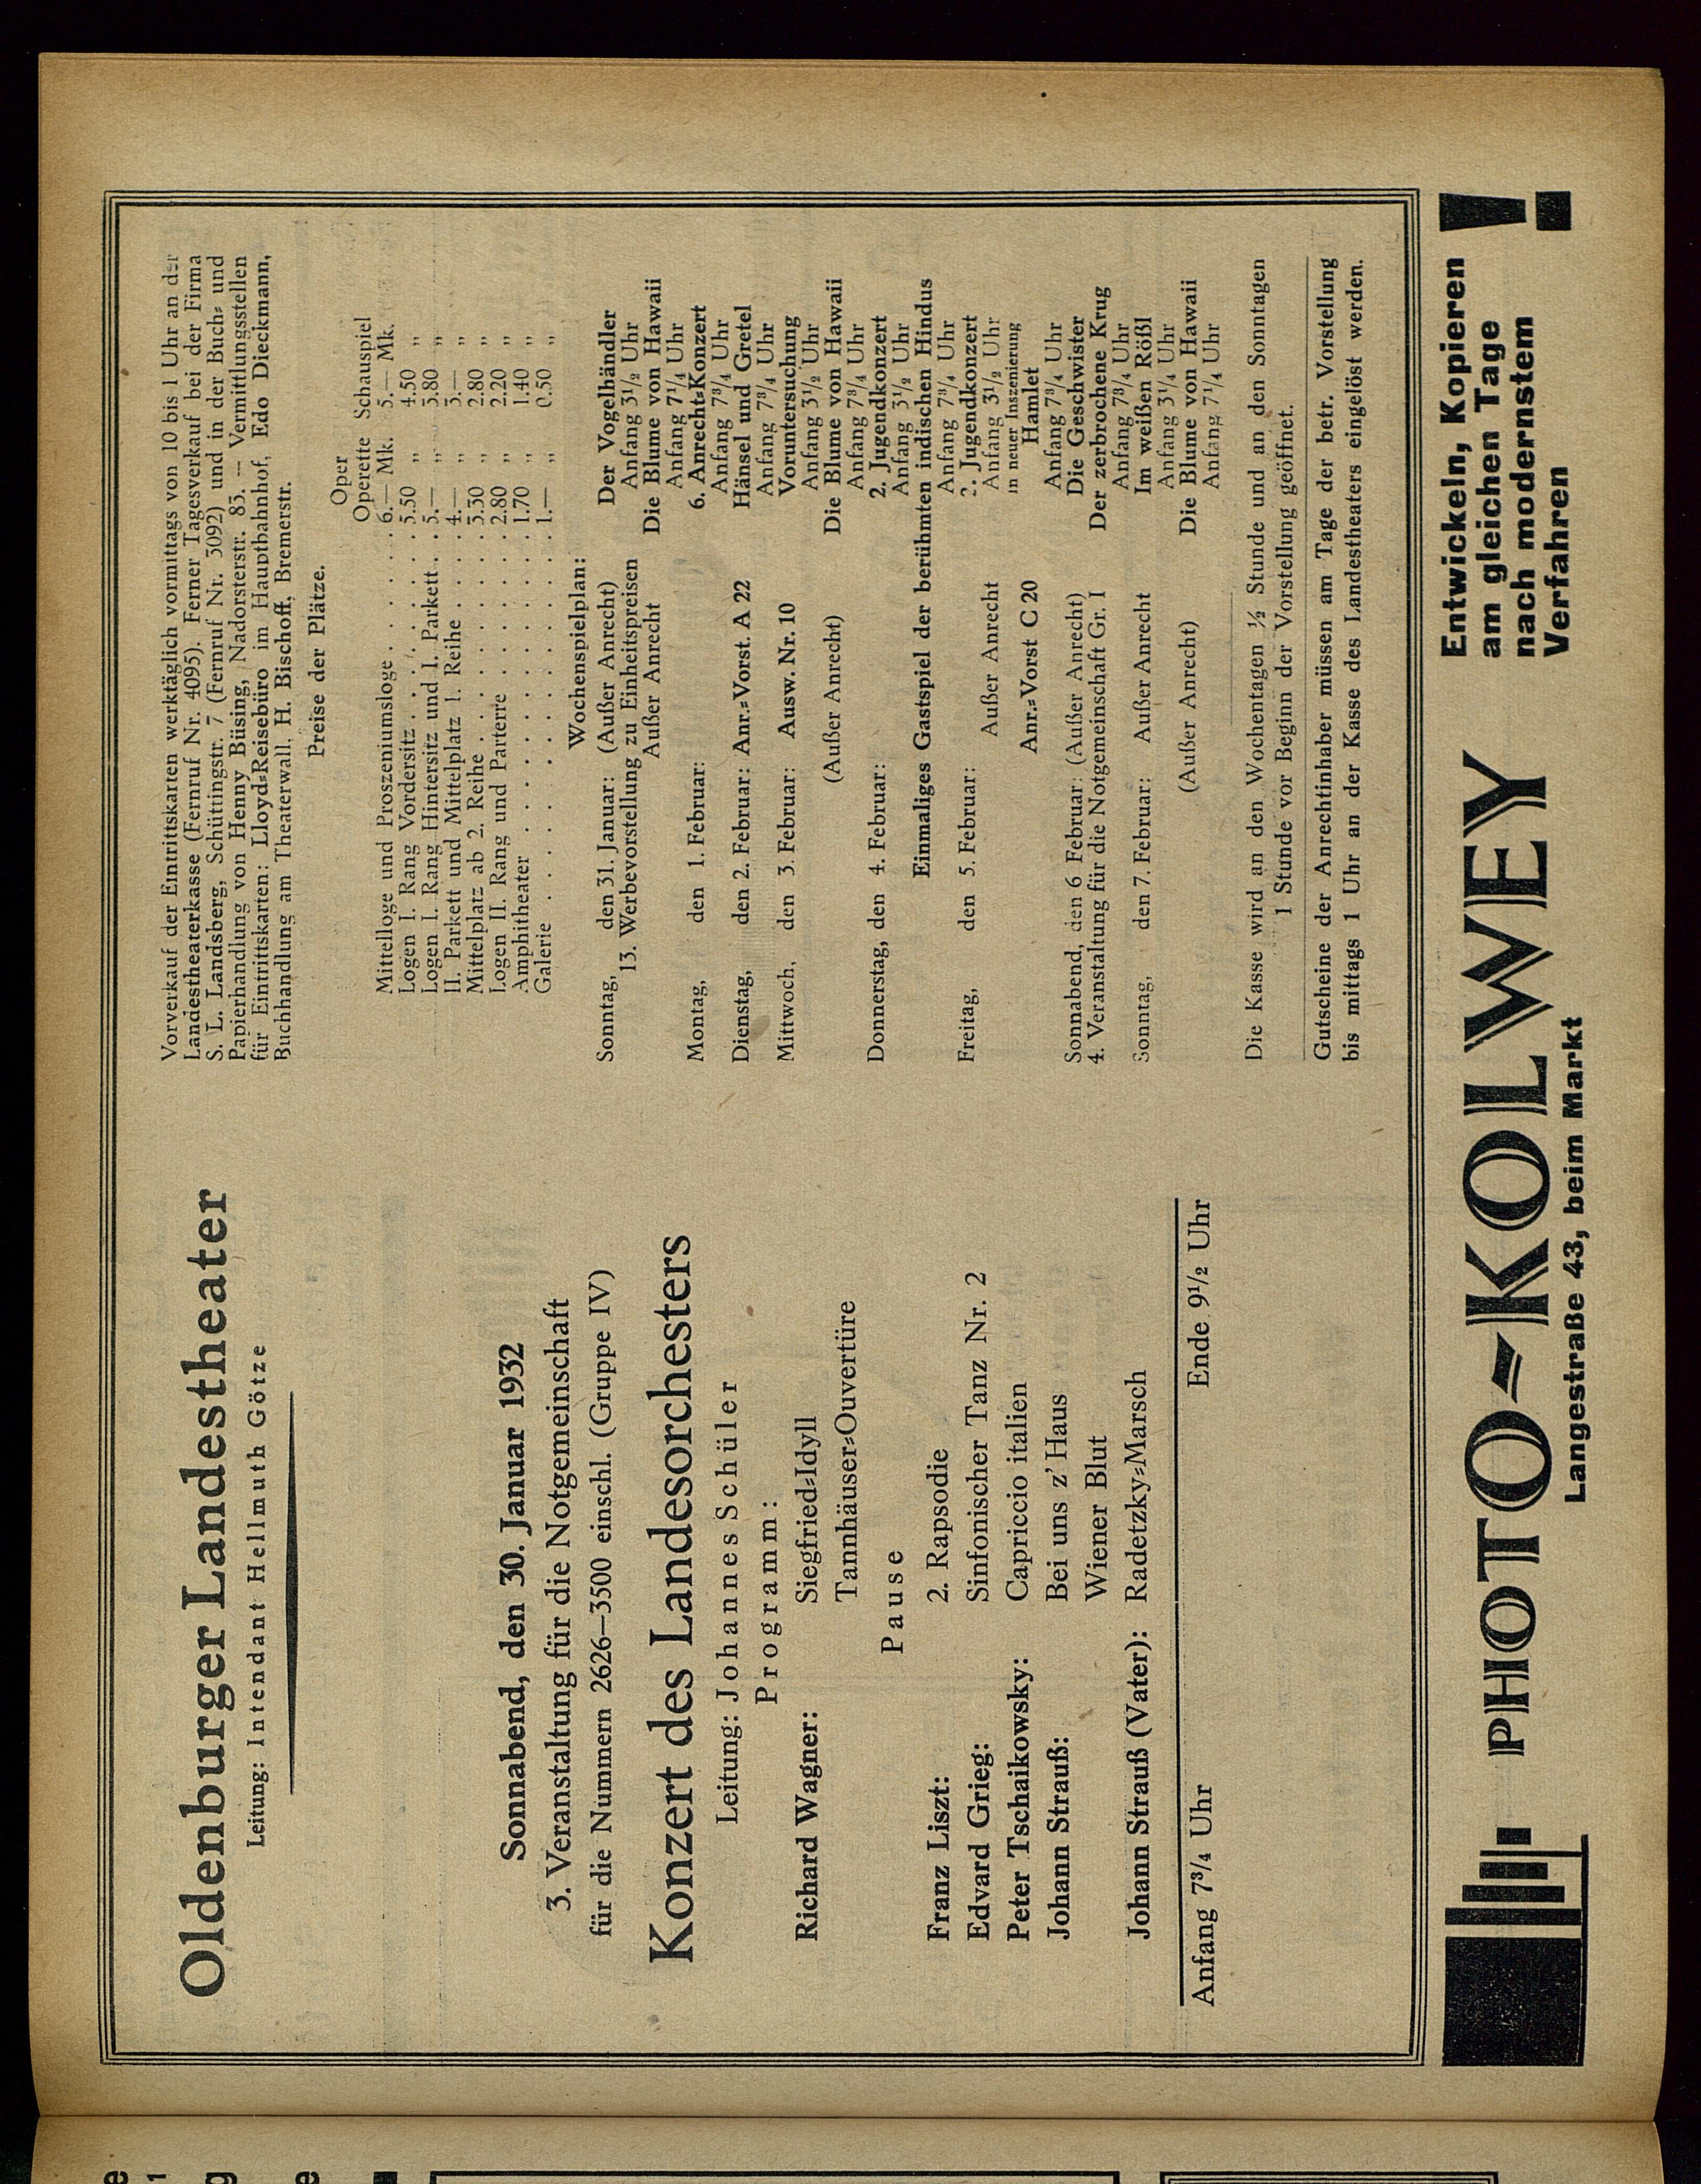 Oldenburger Landestheater
Leitung: Intendant Hellmuth Götze
Sonnabend, den 30. Januar 1932
3. Veranstaltung für die Notgemeinschaft
für die Nummern 2626—3500 einschl. (Gruppe IV)
Konzert des Landesorchesters
Leitung: Johannes Schüler
Programm:
Richard Wagner: Siegfried-Idyll
Tannhäuser-Ouvertüre
Pause
Franz Liszt: 2. Rapsodie
Edvard Grieg: Sinfonischer Tanz Nr. 2
Peter Tschaikowsky: Capriccio italien
Johann Strauß: Bei uns z' Haus
Wiener Blut
Johann Strauß (Vater): Radetzky-Marsch
Anfang 7³/₄ Uhr Ende 9¹/₂ Uhr
Vorverkauf der Eintrittskarten werktäglich vormittags von 10 bis 1 Uhr an der
Landestheaterkasse (Fernruf Nr. 4095). Ferner Tagesverkauf bei der Firma
S. L. Landsberg, Schüttingstr. 7 (Fernruf Nr. 3092) und in der Buch- und
Papierhandlung von Henny Büsing, Nadorsterstr. 83. — Vermittlungsstellen
für Eintrittskarten: Lloyd-Reisebüro im Hauptbahnhof, Edo Dieckmann,
Buchhandlung am Theaterwall, H. Bischoff, Bremerstr.
Preise der Plätze.
Oper
Operette Schauspiel
Mittelloge und Proszeniumsloge . . . . . . 6.— Mk. 5.— Mk.
Logen I. Rang Vordersitz . . . . . . . 5.50 „ 4.50 „
Logen I. Rang Hintersitz und I. Parkett . . 5.— „ 3.80 „
II. Parkett und Mittelplatz 1. Reihe . . . . 4.— „ 3.— „
Mittelplatz ab 2. Reihe . . . . . . . . 3.30 „ 2.80 „
Logen II. Rang und Parterre . . . . . . 2.80 „ 2.20 „
Amphitheater . . . . . . . . . . . 1.70 „ 1.40 „
Galerie . . . . . . . . . . . . . 1.— „ 0.50 „
Wochenspielplan:
Sonntag, den 31. Januar: (Außer Anrecht) Der Vogelhändler
13. Werbevorstellung zu Einheitspreisen Anfang 3¹/₂ Uhr
Außer Anrecht Die Blume von Hawaii
Anfang 7¹/₄ Uhr
Montag, den 1. Februar: 6. Anrecht-Konzert
Anfang 7³/₄ Uhr
Dienstag, den 2. Februar: Anr.-Vorst. A 22 Hänsel und Gretel
Anfang 7³/₄ Uhr
Mittwoch, den 3. Februar: Ausw. Nr. 10 Voruntersuchung
Anfang 3¹/₂ Uhr
(Außer Anrecht) Die Blume von Hawaii
Anfang 7³/₄ Uhr
Donnerstag, den 4. Februar: 2. Jugendkonzert
Anfang 3¹/₂ Uhr
Einmaliges Gastspiel der berühmten indischen Hindus
Anfang 7³/₄ Uhr
Freitag, den 5. Februar: 2. Jugendkonzert
Außer Anrecht Anfang 3¹/₂ Uhr
in neuer Inszenierung
Anr.-Vorst C 20 Hamlet
Anfang 7³/₄ Uhr
Sonnabend, den 6 Februar: (Außer Anrecht) Die Geschwister
4. Veranstaltung für die Notgemeinschaft Gr. I Der zerbrochene Krug
Anfang 7³/₄ Uhr
Sonntag, den 7. Februar: Außer Anrecht Im weißen Rößl
Anfang 3¹/₄ Uhr
(Außer Anrecht) Die Blume von Hawaii
Anfang 7¹/₄ Uhr
Die Kasse wird an den Wochentagen ½ Stunde und an den Sonntagen
1 Stunde vor Beginn der Vorstellung geöffnet.
Gutscheine der Anrechtinhaber müssen am Tage der betr. Vorstellung
bis mittags 1 Uhr an der Kasse des Landestheaters eingelöst werden.
PHOTO-KOLWEY
Langestraße 43, beim Markt
Entwickeln, Kopieren
am gleichen Tage
nach modernstem
Verfahren
!